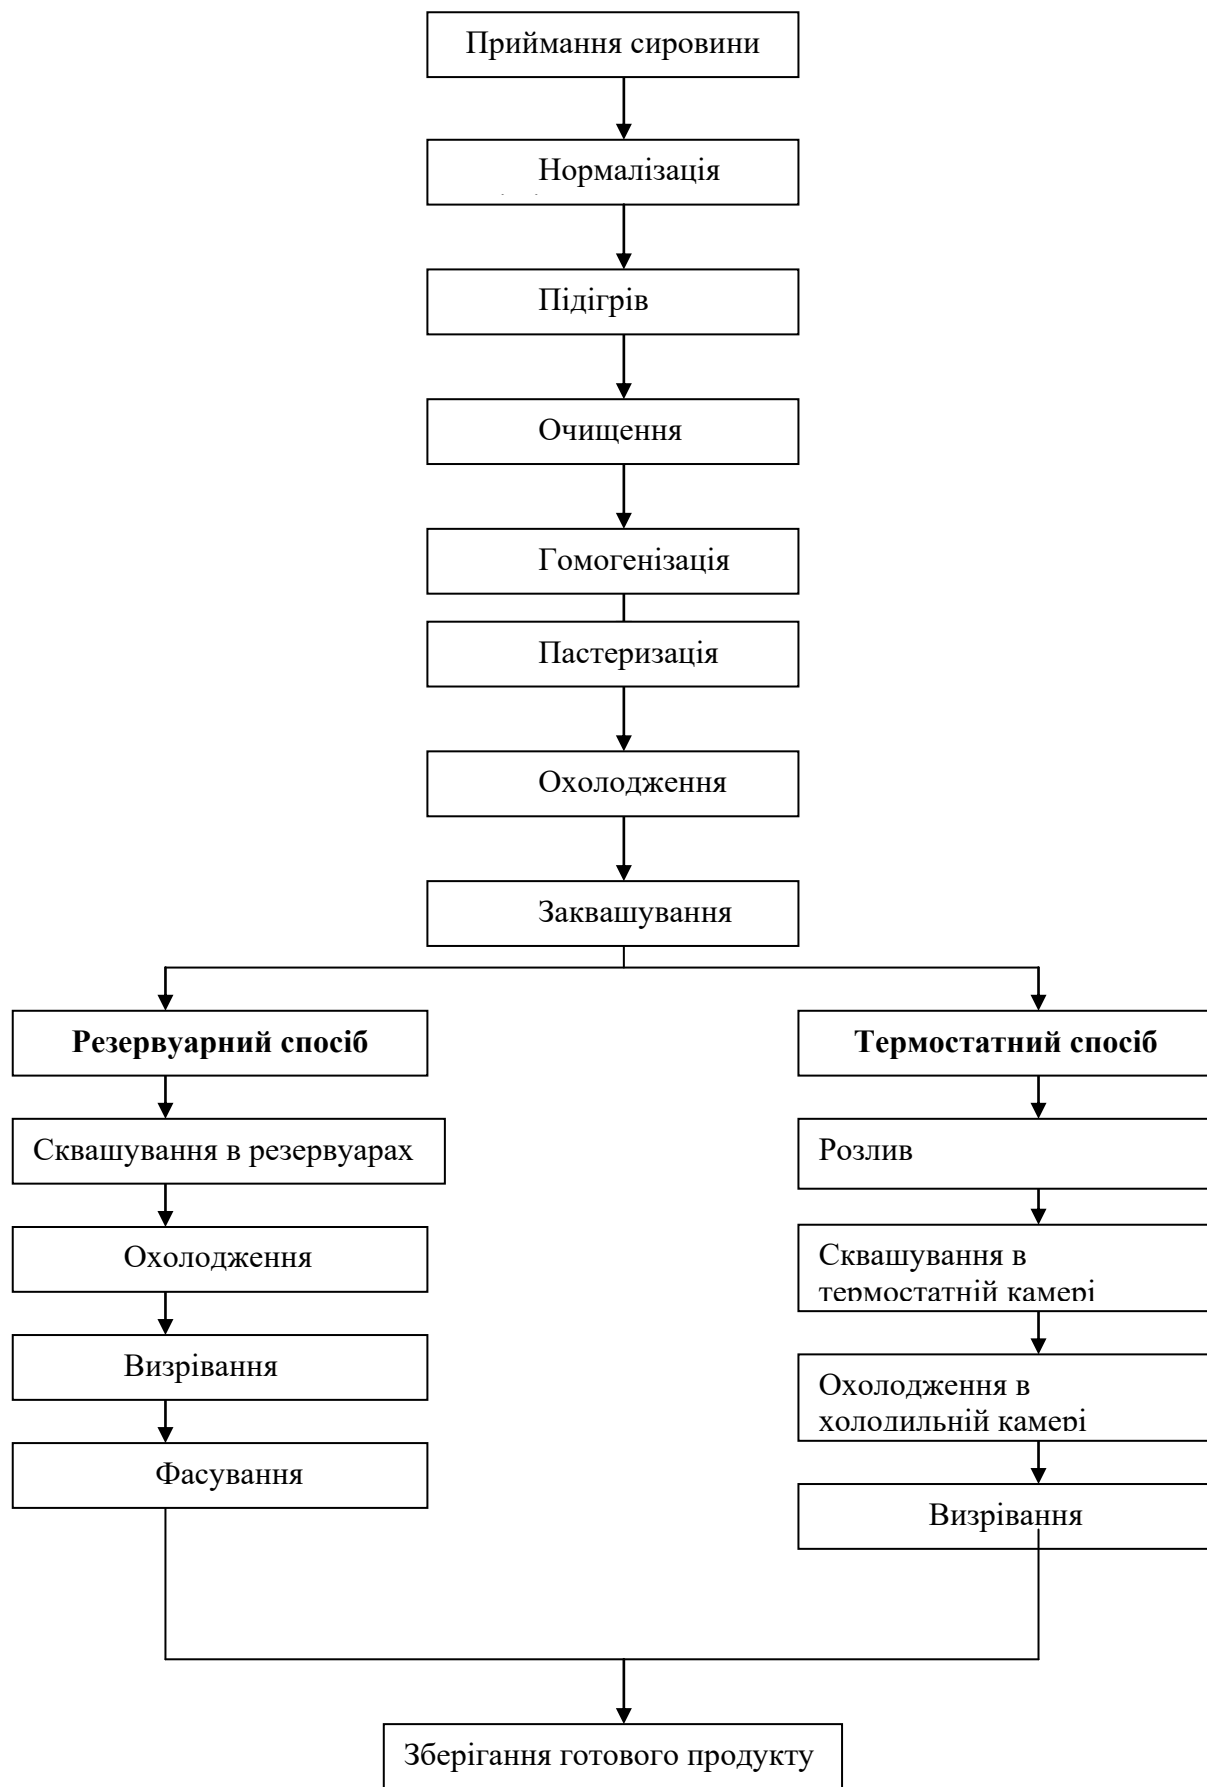 Приймання сировини
Нормалізація
Підігрів
Очищення
Гомогенізація
Пастеризація
Охолодження
Заквашування
Резервуарний спосіб
Сквашування в резервуарах
Охолодження
Визрівання
Фасування
Термостатний спосіб
Розлив
Сквашування в
термостатній камері
Охолодження в
холодильній камері
Визрівання
Зберігання готового продукту